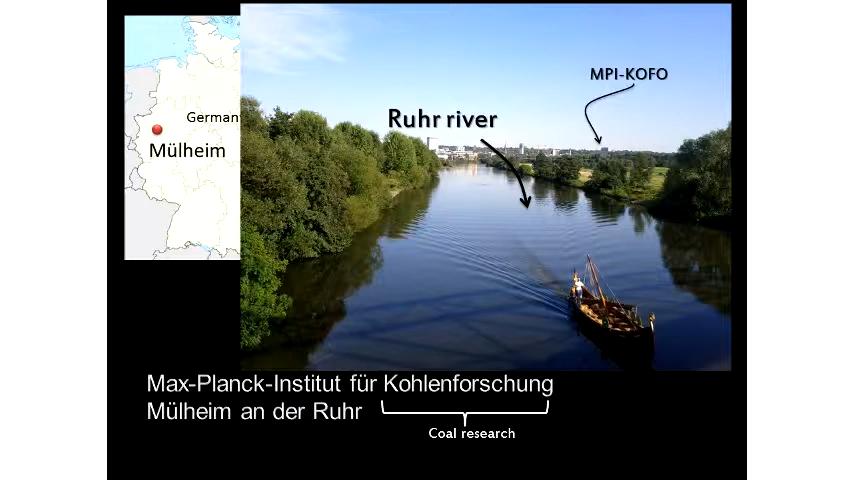 German
Mülheim
Ruhr river
MPI-KOFO
Max-Planck-Institut für Kohlenforschung
Mülheim an der Ruhr
Coal research